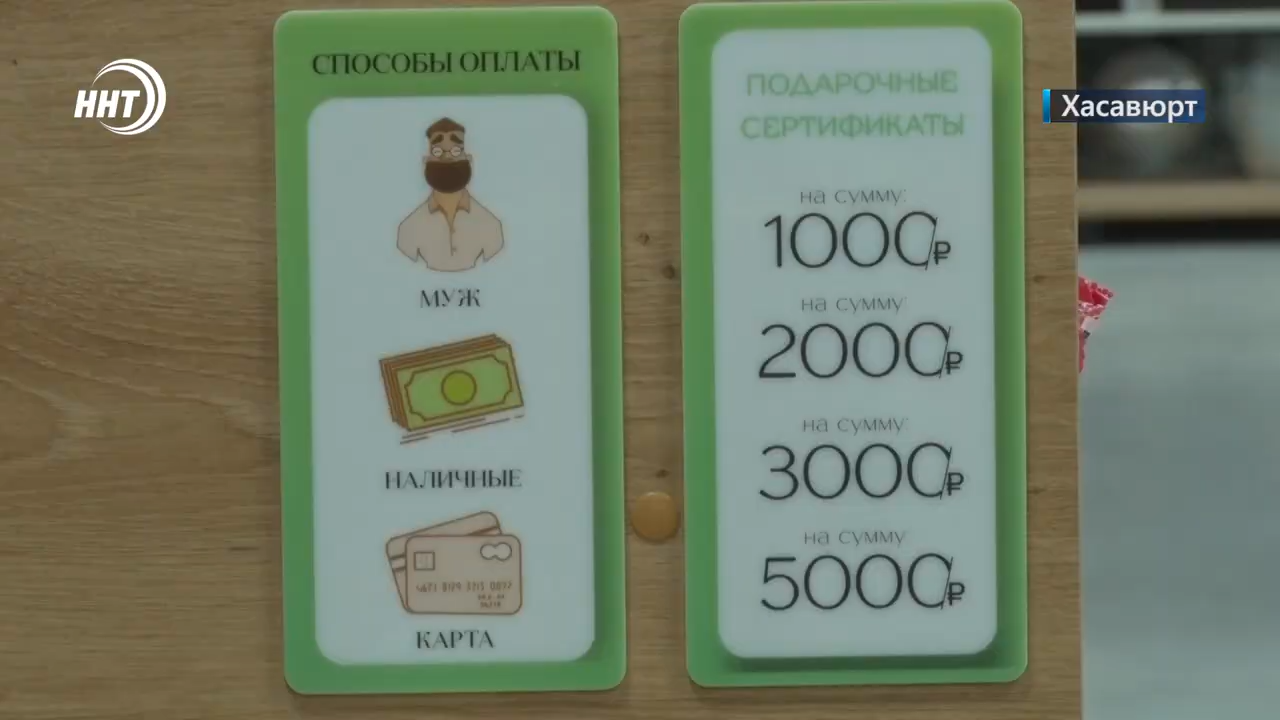 ННТ
Хасавюрт
СПОСОБЫ ОПЛАТЫ
МУЖ
НАЛИЧНЫЕ
КАРТА
ПОДАРОЧНЫЕ
СЕРТИФИКАТЫ
на сумму:
1000₽
на сумму:
2000₽
на сумму:
3000₽
на сумму:
5000₽